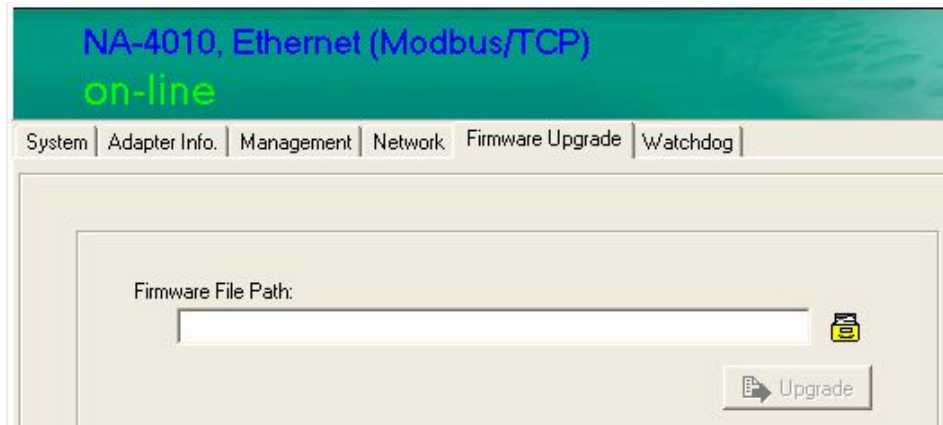 NA-4010, Ethernet (Modbus/TCP)
on-line
System Adapter Info. Management Network Firmware Upgrade Watchdog
Firmware File Path:
Upgrade